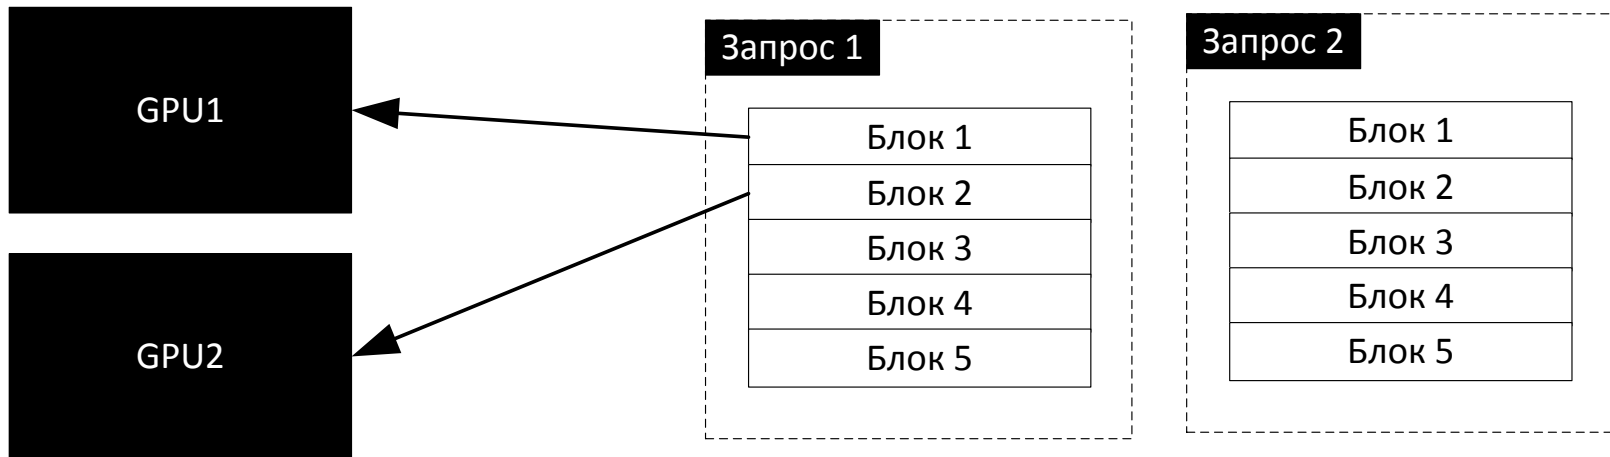 GPU1
GPU2
Запрос 1
Блок 1
Блок 2
Блок 3
Блок 4
Блок 5
Запрос 2
Блок 1
Блок 2
Блок 3
Блок 4
Блок 5